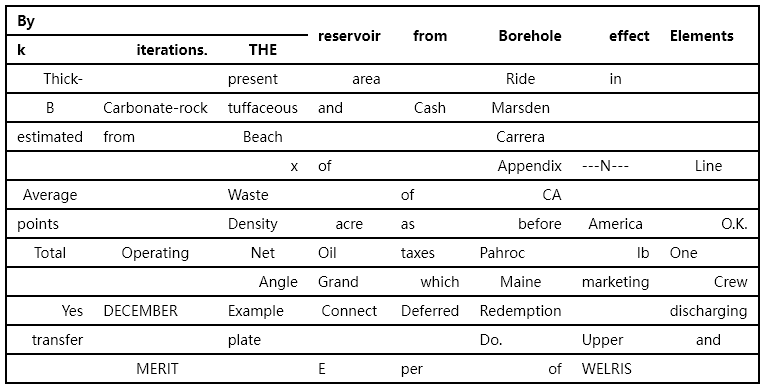 By
reservoir from Borehole effect Elements
k iterations. THE
Thick- present area Ride in
B Carbonate-rock tuffaceous and Cash Marsden
estimated from Beach Carrera
x of Appendix ---N--- Line
Average Waste of CA
points Density acre as before America O.K.
Total Operating Net Oil taxes Pahroc lb One
Angle Grand which Maine marketing Crew
Yes DECEMBER Example Connect Deferred Redemption discharging
transfer plate Do. Upper and
MERIT E per of WELRIS